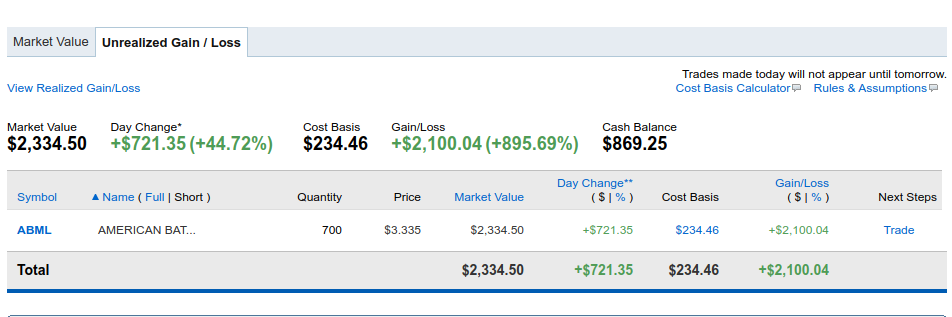 Market Value Unrealized Gain / Loss
Trades made today will not appear until tomorrow.
View Realized Gain/Loss Cost Basis Calculator Rules & Assumptions
Market Value Day Change* Cost Basis Gain/Loss Cash Balance
$2,334.50 +$721.35 (+44.72%) $234.46 +$2,100.04 (+895.69%) $869.25
Day Change** Gain/Loss
Symbol ▲ Name ( Full | Short ) Quantity Price Market Value ( $ | % ) Cost Basis ( $ | % ) Next Steps
ABML AMERICAN BAT... 700 $3.335 $2,334.50 +$721.35 $234.46 +$2,100.04 Trade
Total $2,334.50 +$721.35 $234.46 +$2,100.04